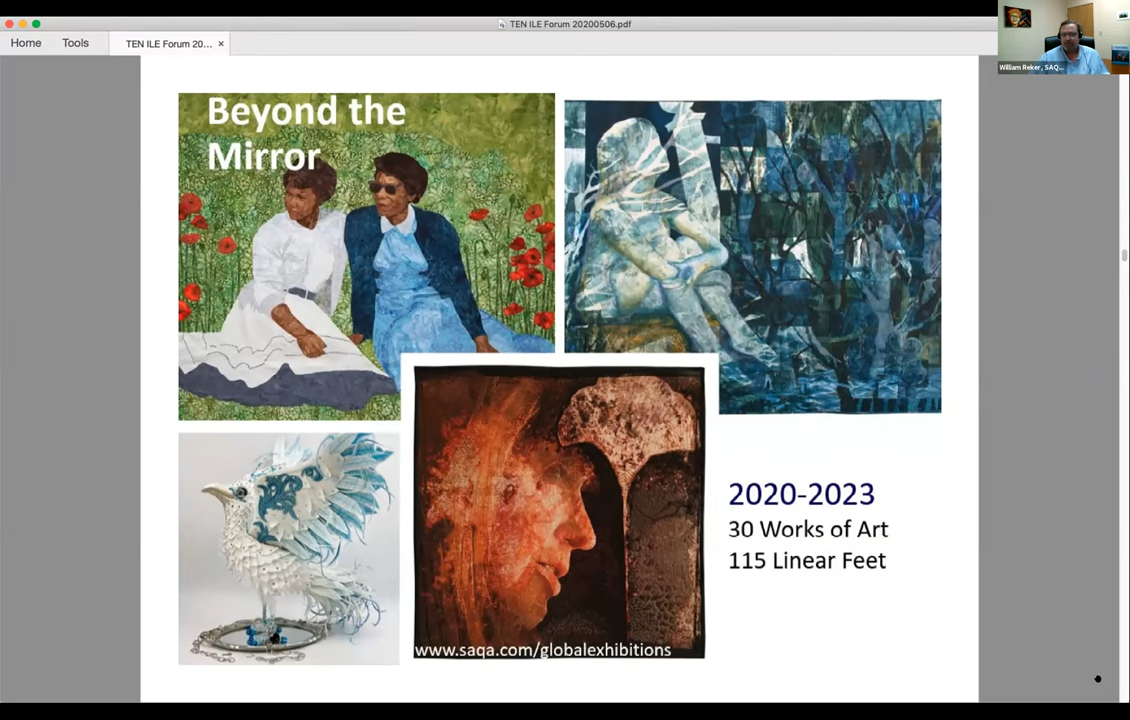 TEN ILE Forum 20200506.pdf
Home
Tools
TEN ILE Forum 20...
×
William Reker, SAQ...
Beyond the
Mirror
2020-2023
30 Works of Art
115 Linear Feet
www.saqa.com/globalexhibitions